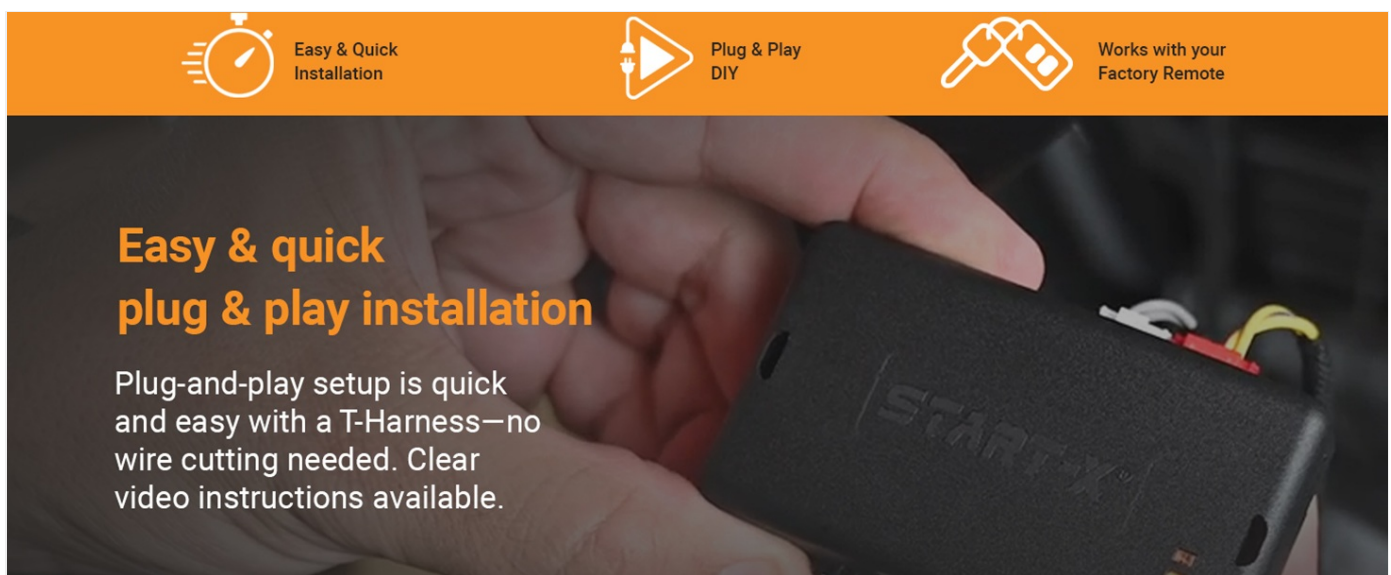 Easy & Quick
Installation
Plug & Play
DIY
Works with your
Factory Remote
Easy & quick
plug & play installation
Plug-and-play setup is quick
and easy with a T-Harness—no
wire cutting needed. Clear
video instructions available.
START-X®